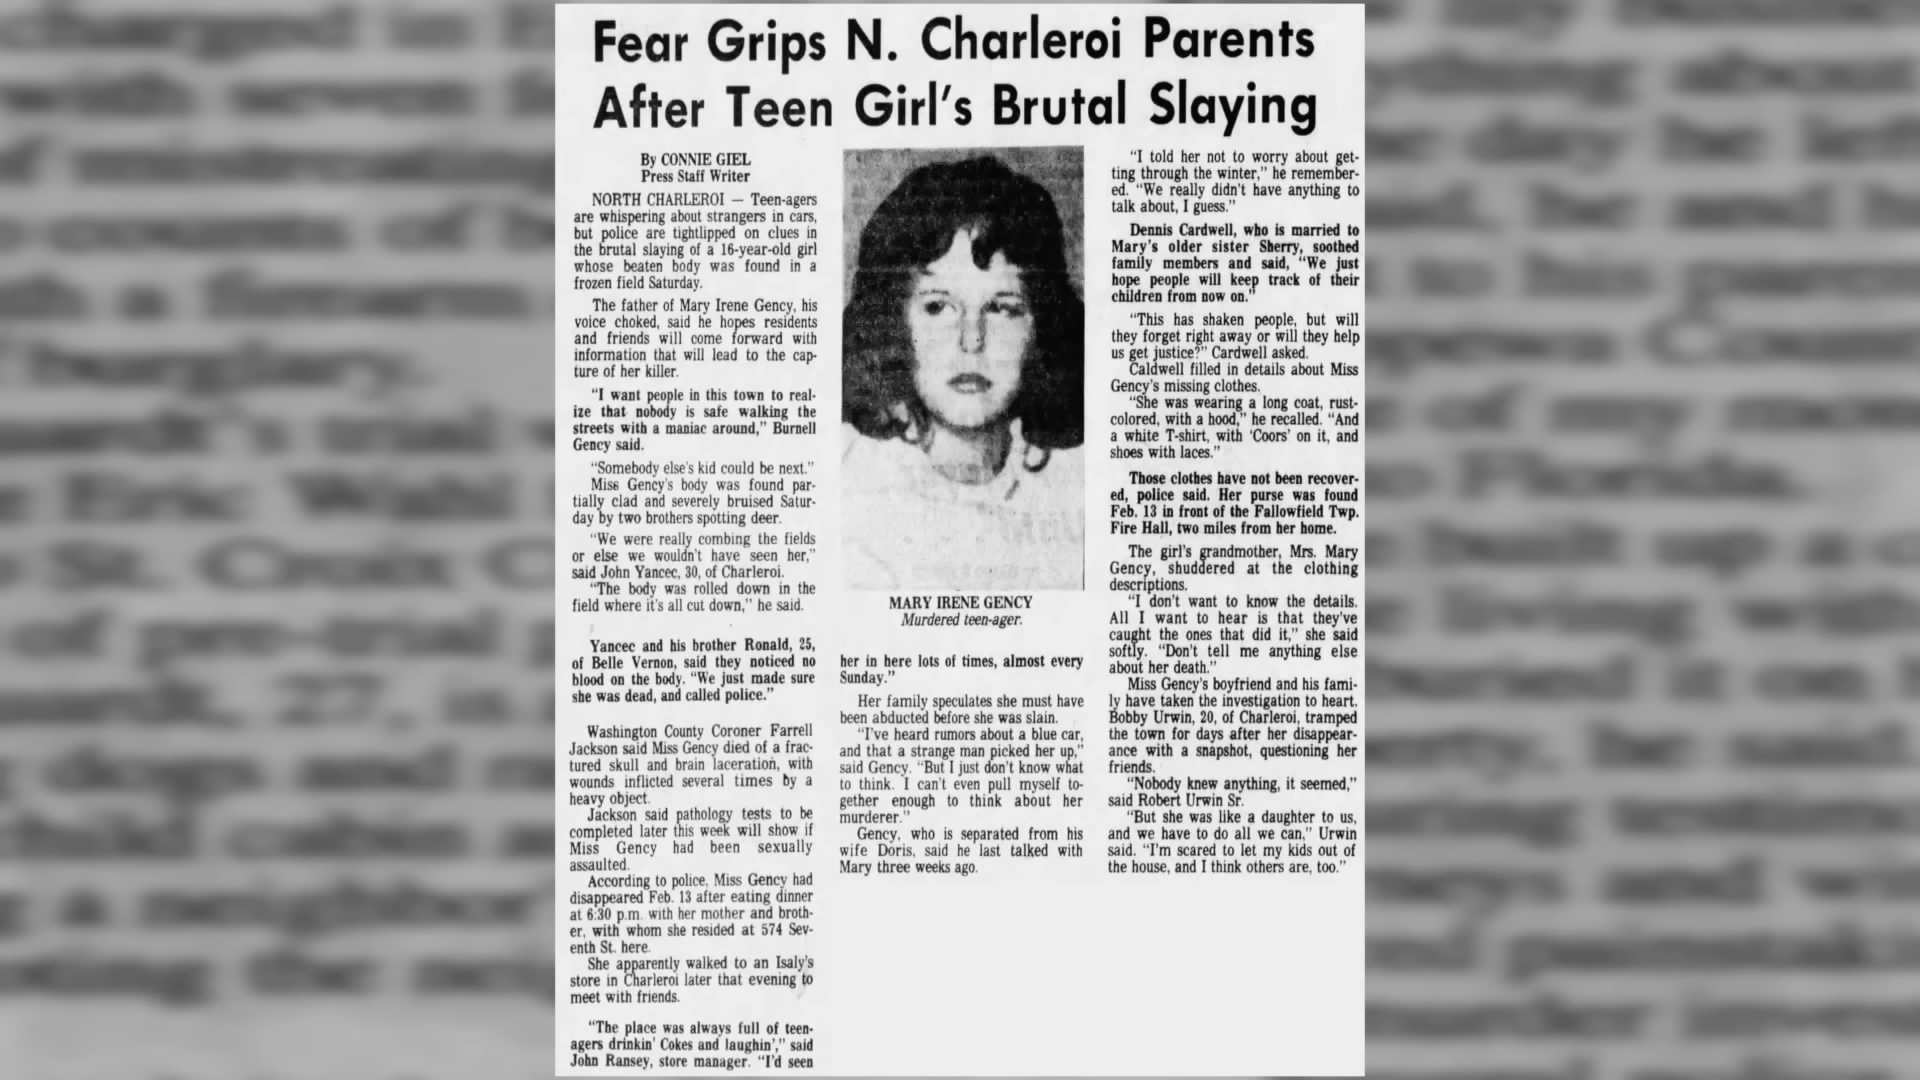 Fear Grips N. Charleroi Parents
After Teen Girl's Brutal Slaying
By CONNIE GIEL
Press Staff Writer
NORTH CHARLEROI — Teen-agers
are whispering about strangers in cars,
but police are tightlipped on clues in
the brutal slaying of a 16-year-old girl
whose beaten body was found in a
frozen field Saturday.
The father of Mary Irene Gency, his
voice choked, said he hopes residents
and friends will come forward with
information that will lead to the cap-
ture of her killer.
"I want people in this town to real-
ize that nobody is safe walking the
streets with a maniac around," Burnell
Gency said.
"Somebody else's kid could be next."
Miss Gency's body was found par-
tially clad and severely bruised Satur-
day by two brothers spotting deer.
"We were really combing the fields
or else we wouldn't have seen her,"
said John Yancec, 30, of Charleroi.
"The body was rolled down in the
field where it's all cut down," he said.
Yancec and his brother Ronald, 25,
of Belle Vernon, said they noticed no
blood on the body. "We just made sure
she was dead, and called police."
Washington County Coroner Farrell
Jackson said Miss Gency died of a frac-
tured skull and brain laceration, with
wounds inflicted several times by a
heavy object.
Jackson said pathology tests to be
completed later this week will show if
Miss Gency had been sexually
assaulted.
According to police, Miss Gency had
disappeared Feb. 13 after eating dinner
at 6:30 p.m. with her mother and broth-
er, with whom she resided at 574 Sev-
enth St. here.
She apparently walked to an Isaly's
store in Charleroi later that evening to
meet with friends.
"The place was always full of teen-
agers drinkin' Cokes and laughin'," said
John Ransey, store manager. "I'd seen
MARY IRENE GENCY
Murdered teen-ager.
her in here lots of times, almost every
Sunday."
Her family speculates she must have
been abducted before she was slain.
"I've heard rumors about a blue car,
and that a strange man picked her up,"
said Gency. "But I just don't know what
to think. I can't even pull myself to-
gether enough to think about her
murderer."
Gency, who is separated from his
wife Doris, said he last talked with
Mary three weeks ago.
"I told her not to worry about get-
ting through the winter," he remember-
ed. "We really didn't have anything to
talk about, I guess."
Dennis Cardwell, who is married to
Mary's older sister Sherry, soothed
family members and said, "We just
hope people will keep track of their
children from now on."
"This has shaken people, but will
they forget right away or will they help
us get justice?" Cardwell asked.
Caldwell filled in details about Miss
Gency's missing clothes.
"She was wearing a long coat, rust-
colored, with a hood," he recalled. "And
a white T-shirt, with 'Coors' on it, and
shoes with laces."
Those clothes have not been recover-
ed, police said. Her purse was found
Feb. 13 in front of the Fallowfield Twp.
Fire Hall, two miles from her home.
The girl's grandmother, Mrs. Mary
Gency, shuddered at the clothing
descriptions.
"I don't want to know the details.
All I want to hear is that they've
caught the ones that did it," she said
softly. "Don't tell me anything else
about her death."
Miss Gency's boyfriend and his fami-
ly have taken the investigation to heart.
Bobby Urwin, 20, of Charleroi, tramped
the town for days after her disappear-
ance with a snapshot, questioning her
friends.
"Nobody knew anything, it seemed,"
said Robert Urwin Sr.
"But she was like a daughter to us,
and we have to do all we can," Urwin
said. "I'm scared to let my kids out of
the house, and I think others are, too."